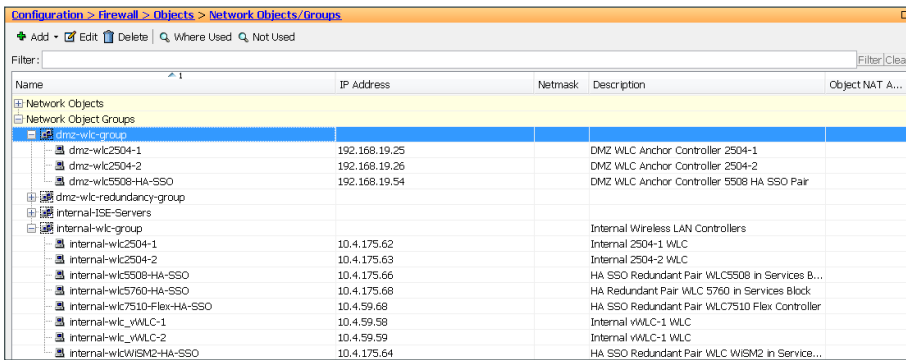 Configuration > Firewall > Objects > Network Objects/Groups
Add Edit Delete Where Used Not Used
Filter: Filter Clea
Name 1 IP Address Netmask Description Object NAT A...
Network Objects
Network Object Groups
dmz-wlc-group
dmz-wlc2504-1 192.168.19.25 DMZ WLC Anchor Controller 2504-1
dmz-wlc2504-2 192.168.19.26 DMZ WLC Anchor Controller 2504-2
dmz-wlc5508-HA-SSO 192.168.19.54 DMZ WLC Anchor Controller 5508 HA SSO Pair
dmz-wlc-redundancy-group
internal-ISE-Servers
internal-wlc-group Internal Wireless LAN Controllers
internal-wlc2504-1 10.4.175.62 Internal 2504-1 WLC
internal-wlc2504-2 10.4.175.63 Internal 2504-2 WLC
internal-wlc5508-HA-SSO 10.4.175.66 HA SSO Redundant Pair WLC5508 in Services B...
internal-wlc5760-HA-SSO 10.4.175.68 HA Redundant Pair WLC 5760 in Services Block
internal-wlc7510-Flex-HA-SSO 10.4.59.68 HA SSO Redundant Pair WLC7510 Flex Controller
internal-wlc_vWLC-1 10.4.59.58 Internal vWLC-1 WLC
internal-wlc_vWLC-2 10.4.59.59 Internal vWLC-1 WLC
internal-wlcWiSM2-HA-SSO 10.4.175.64 HA SSO Redundant Pair WLC WiSM2 in Service...